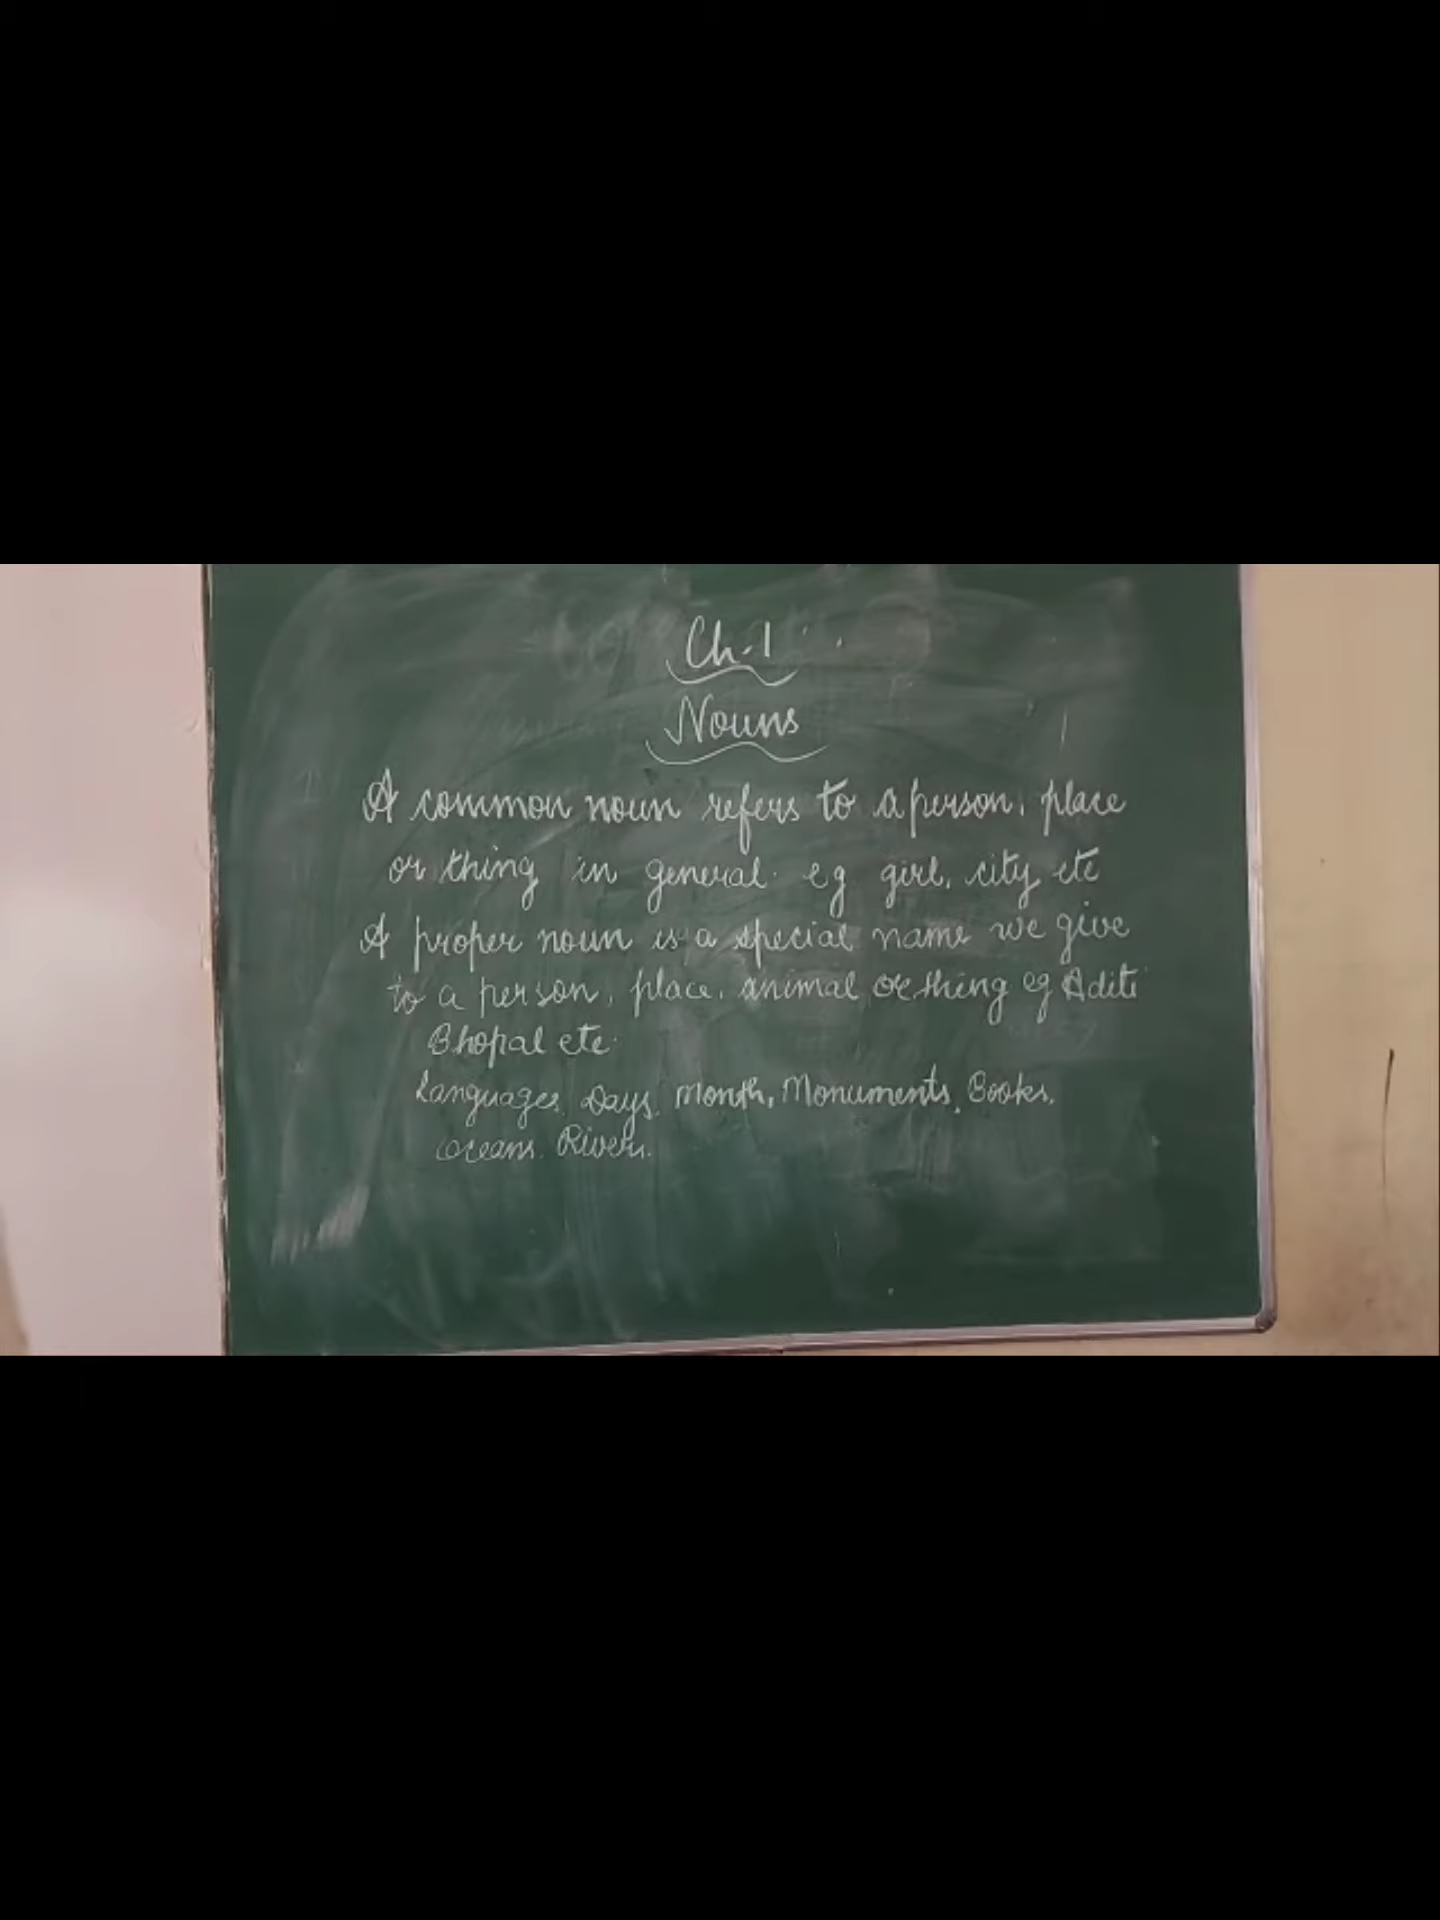 Ch.1
Nouns
A common noun refers to a person, place
or thing in general. eg girl, city etc
A proper noun is a special name we give
to a person, place, animal or thing eg Aditi
Bhopal etc.
Languages, Days, Month, Monuments, Books,
Oceans, Rivers.